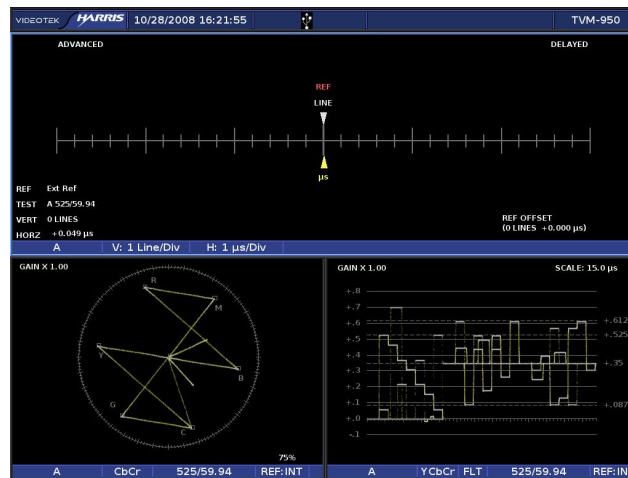 VIDEOTEK HARRIS 10/28/2008 16:21:55 TVM-950
ADVANCED DELAYED
REF
LINE
µs
REF Ext Ref
TEST A 525/59.94
VERT 0 LINES
HORZ +0.049 µs
REF OFFSET
(0 LINES +0.000 µs)
A V: 1 Line/Div H: 1 µs/Div
GAIN X 1.00
R
M
Y
B
G
C
75%
A CbCr 525/59.94 REF:INT
GAIN X 1.00 SCALE: 15.0 µs
+.8
+.7
+.6
+.5
+.4
+.3
+.2
+.1
+.0
-.1
+.612
+.525
+.35
+.087
A YCbCr FLT 525/59.94 REF:IN